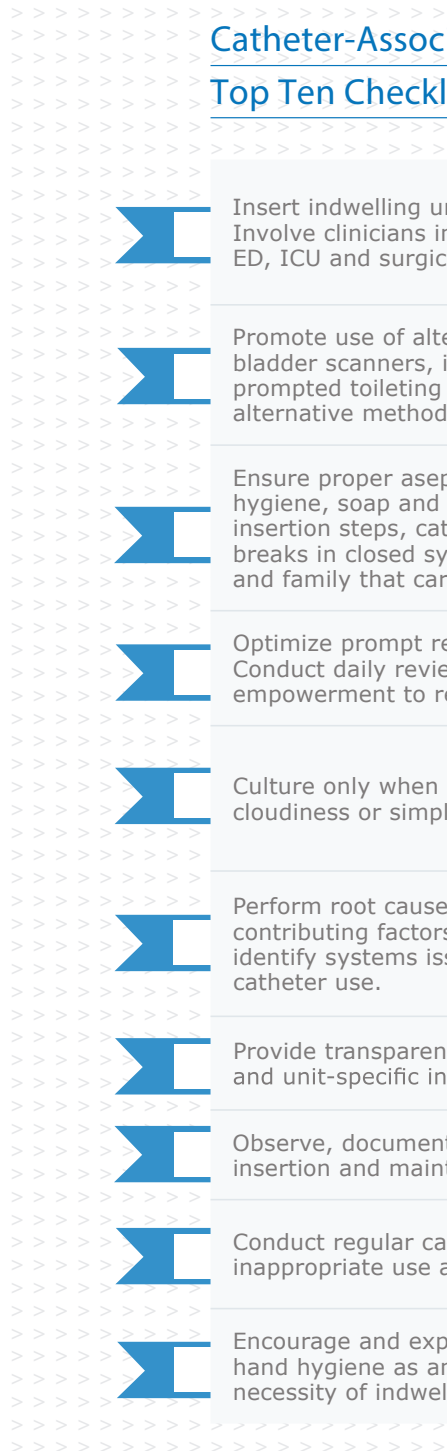 Catheter-Assoc
Top Ten Checkl
Insert indwelling u
Involve clinicians i
ED, ICU and surgic
Promote use of alte
bladder scanners, i
prompted toileting
alternative method
Ensure proper asep
hygiene, soap and
insertion steps, cat
breaks in closed sy
and family that car
Optimize prompt re
Conduct daily revie
empowerment to re
Culture only when
cloudiness or simpl
Perform root cause
contributing factors
identify systems iss
catheter use.
Provide transparen
and unit-specific in
Observe, document
insertion and maint
Conduct regular ca
inappropriate use a
Encourage and exp
hand hygiene as an
necessity of indwel